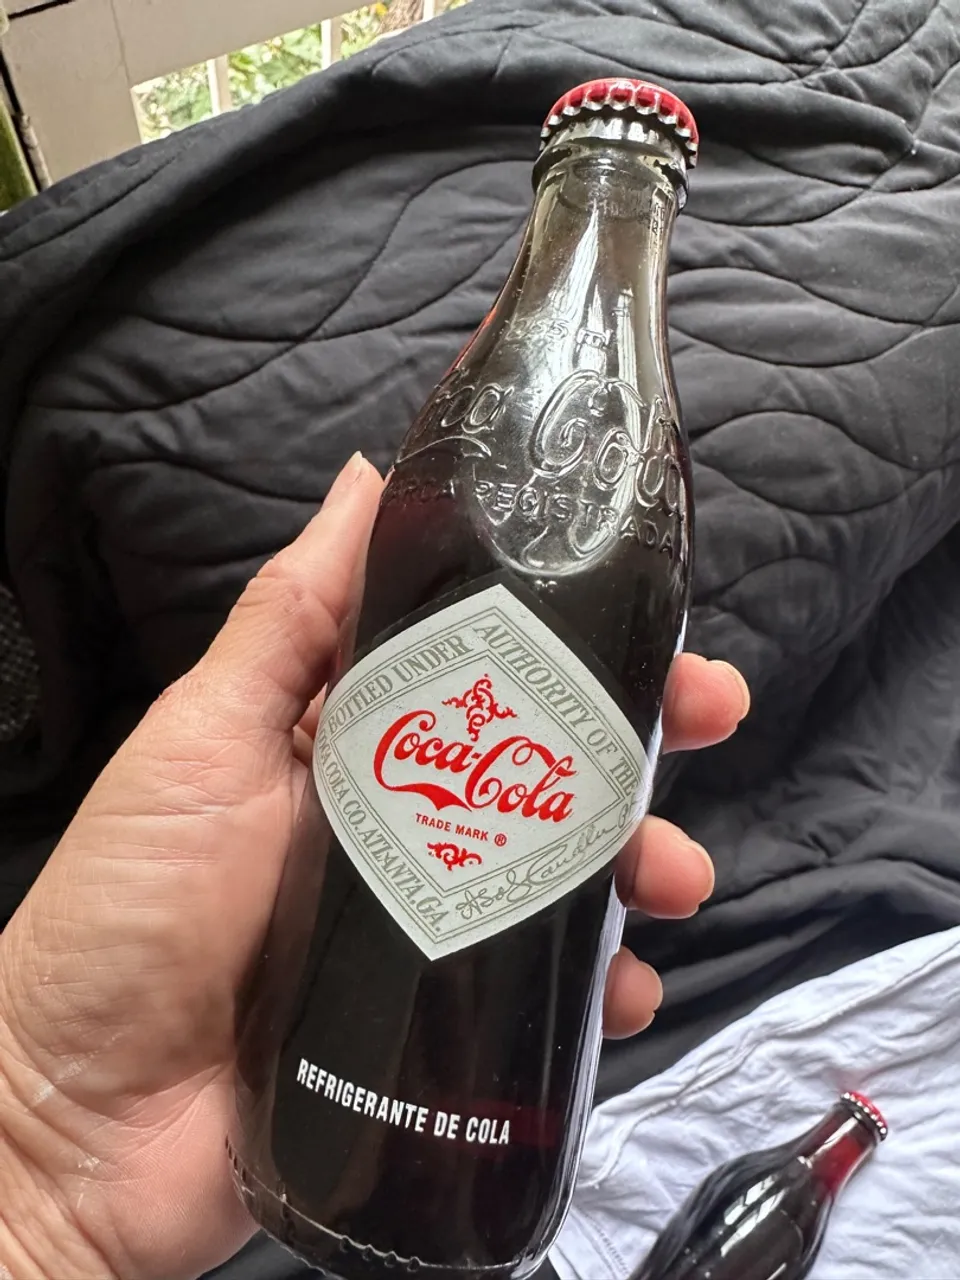 Coca-Cola
MARCA REGISTRADA
BOTTLED UNDER AUTHORITY OF THE
COCA COLA CO. ATLANTA, GA.
Coca-Cola
TRADE MARK ®
REFRIGERANTE DE COLA